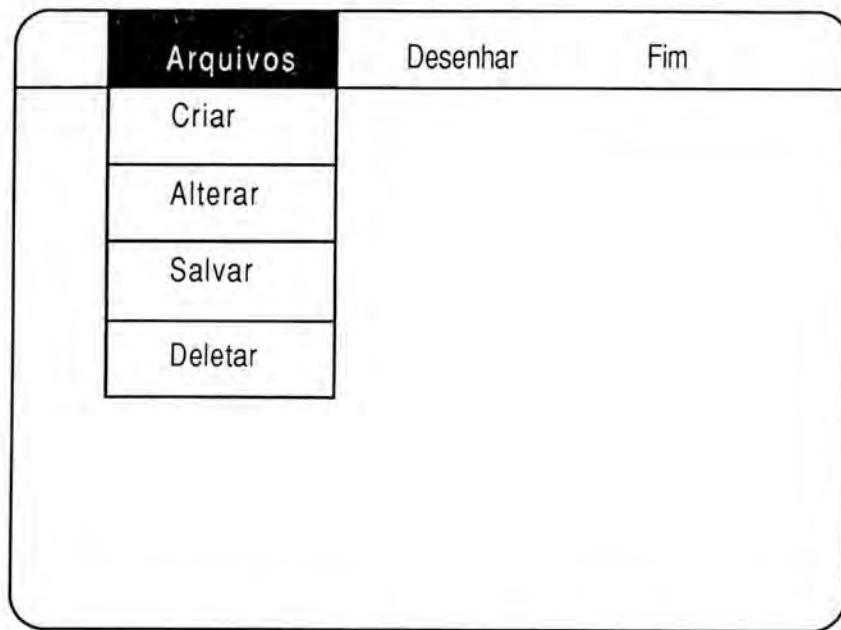 Arquivos Desenhar Fim
Criar
Alterar
Salvar
Deletar